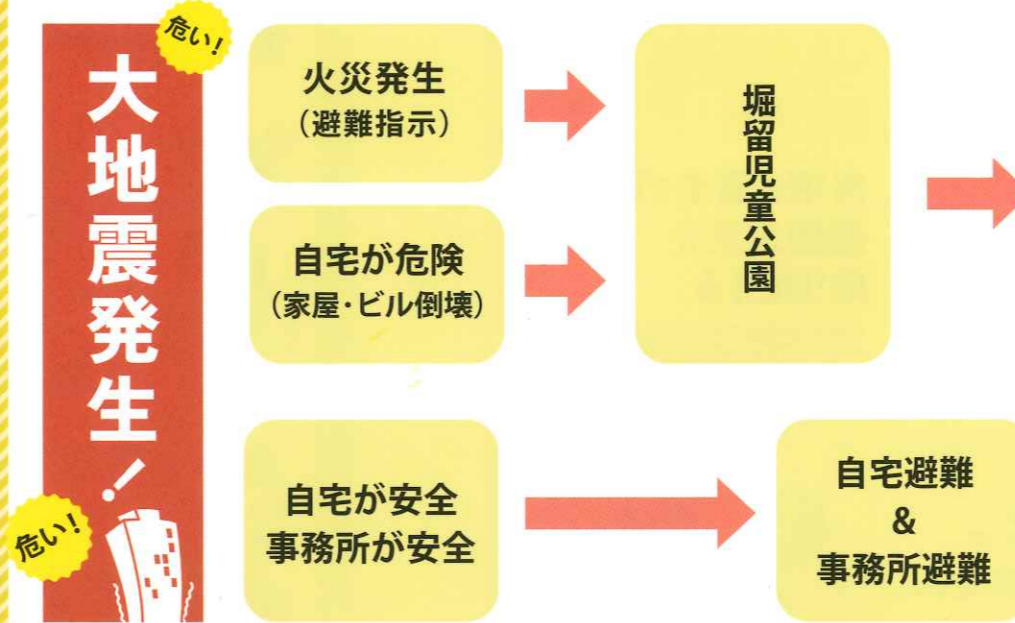 危い!
大地震発生!
危い!
火災発生
(避難指示)
自宅が危険
(家屋・ビル倒壊)
堀留児童公園
自宅が安全
事務所が安全
自宅避難
&
事務所避難